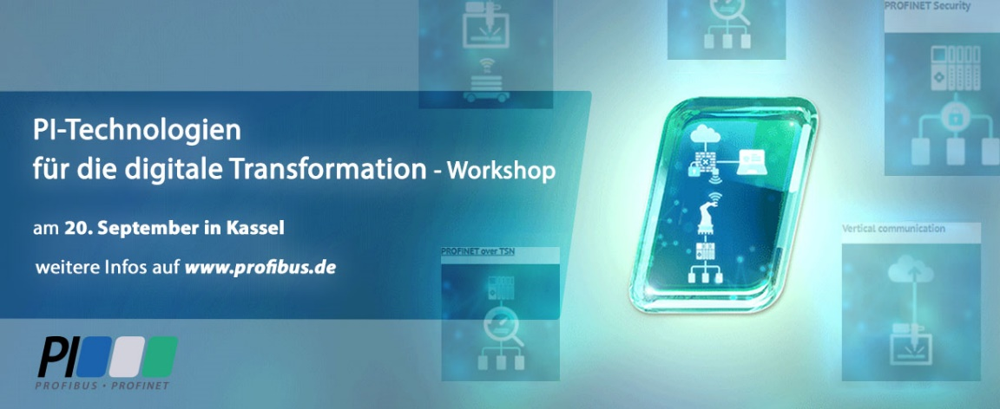 PROFINET Security
PI-Technologien
für die digitale Transformation - Workshop
am 20. September in Kassel
weitere Infos auf www.profibus.de
Vertical communication
PROFINET over TSN
PI
PROFIBUS • PROFINET